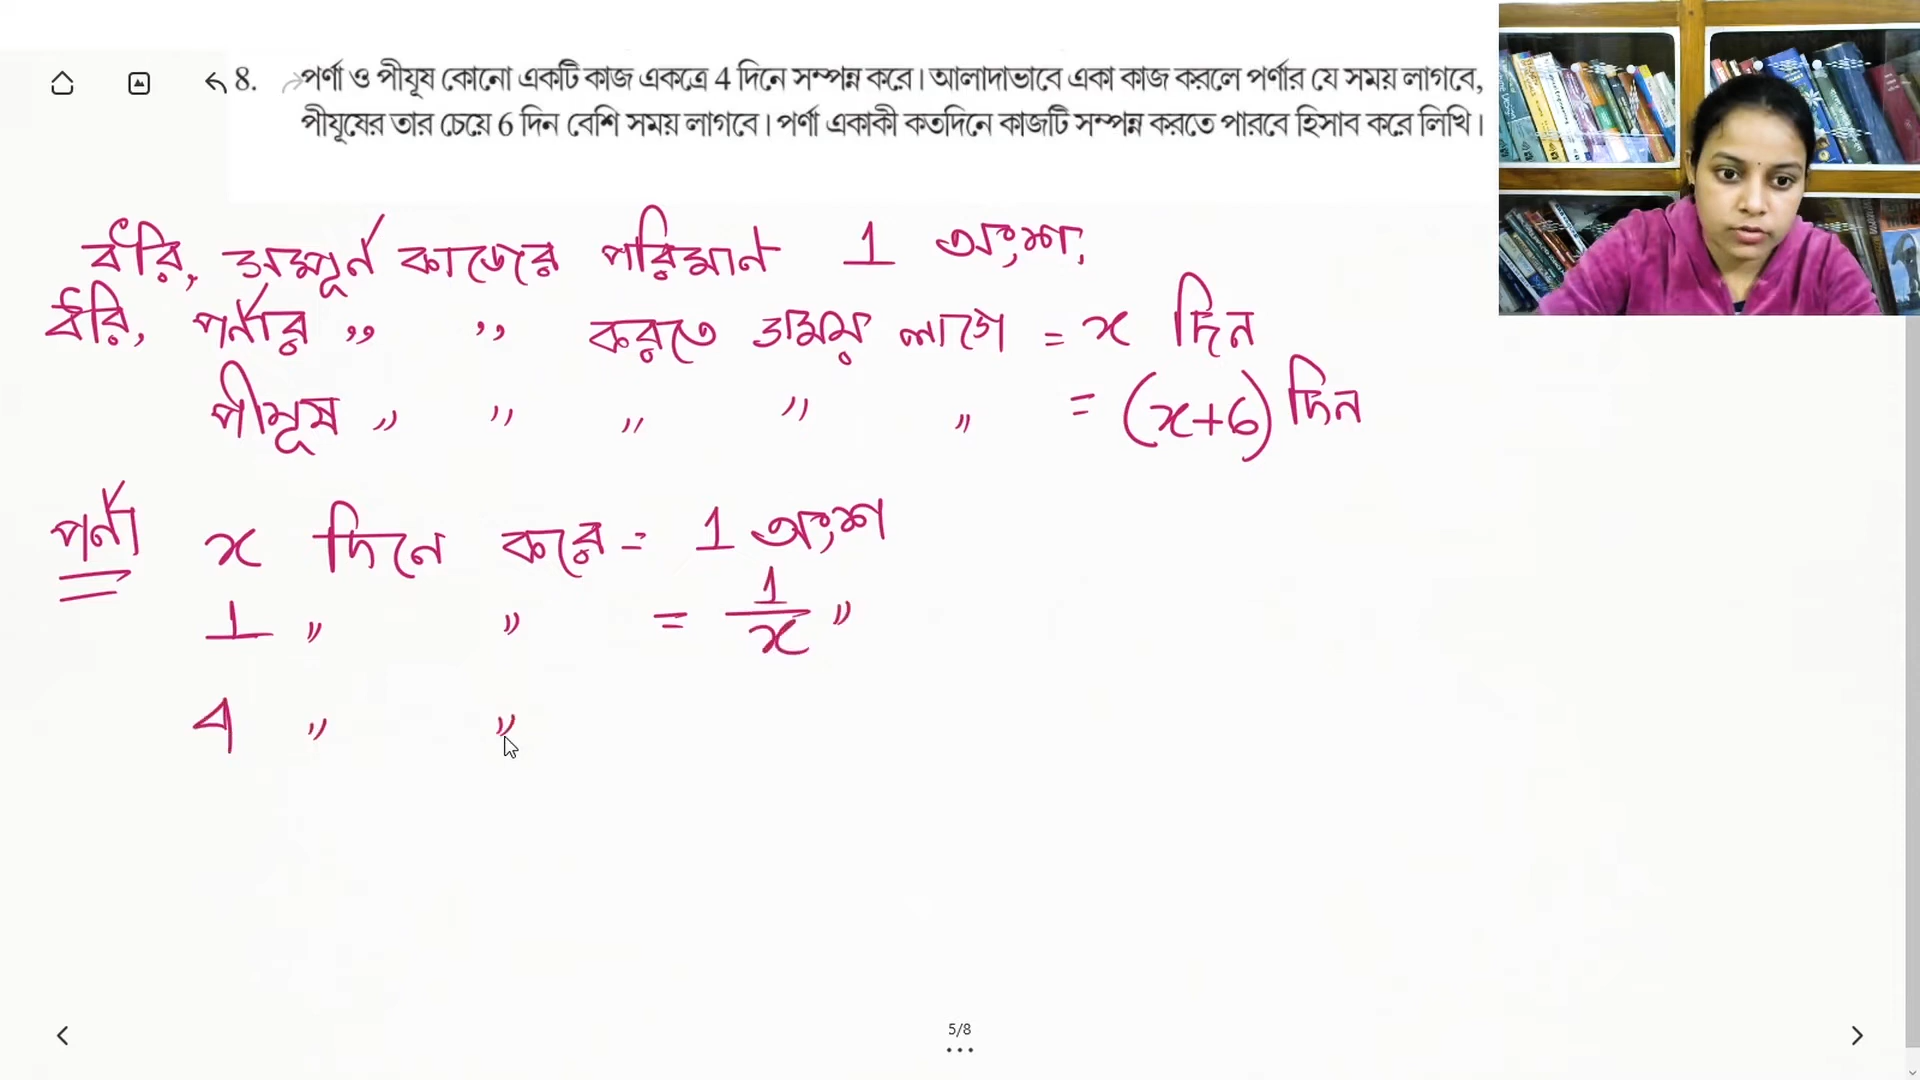 8. পর্ণা ও পীযূষ কোনো একটি কাজ একত্রে 4 দিনে সম্পন্ন করে। আলাদাভাবে একা কাজ করলে পর্ণার যে সময় লাগবে,
পীযূষের তার চেয়ে 6 দিন বেশি সময় লাগবে। পর্ণা একাকী কতদিনে কাজটি সম্পন্ন করতে পারবে হিসাব করে লিখি।
ধরি, সম্পূর্ন কাজের পরিমান 1 অংশ,
ধরি, পর্নার ,, ,, করতে সময় লাগে = x দিন
পীযূষ ,, ,, ,, ,, ,, = (x+6) দিন
পর্না x দিনে করে = 1 অংশ
1 ,, ,, = 1/x ,,
4 ,, ,,
5/8